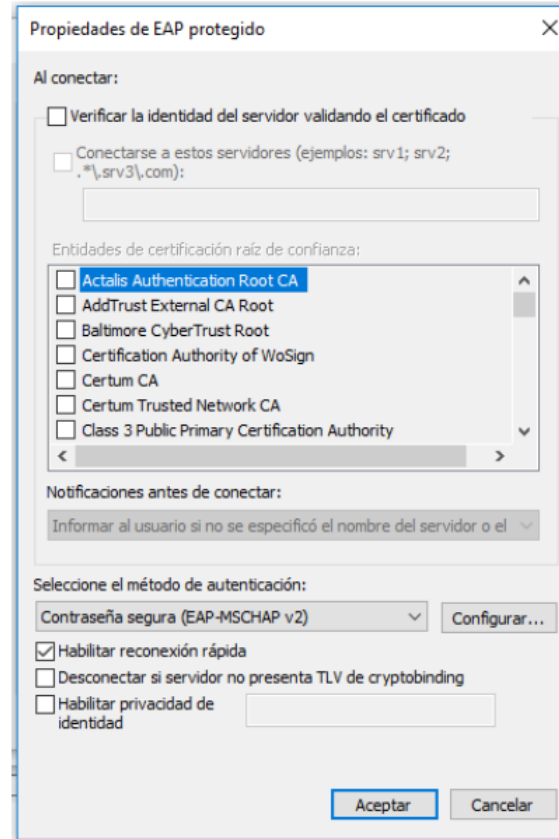 Propiedades de EAP protegido
Al conectar:
Verificar la identidad del servidor validando el certificado
Conectarse a estos servidores (ejemplos: srv1; srv2;
.*\.srv3\.com):
Entidades de certificación raíz de confianza:
Actalis Authentication Root CA
AddTrust External CA Root
Baltimore CyberTrust Root
Certification Authority of WoSign
Certum CA
Certum Trusted Network CA
Class 3 Public Primary Certification Authority
Notificaciones antes de conectar:
Informar al usuario si no se especificó el nombre del servidor o el
Seleccione el método de autenticación:
Contraseña segura (EAP-MSCHAP v2)
Configurar...
Habilitar reconexión rápida
Desconectar si servidor no presenta TLV de cryptobinding
Habilitar privacidad de
identidad
Aceptar
Cancelar